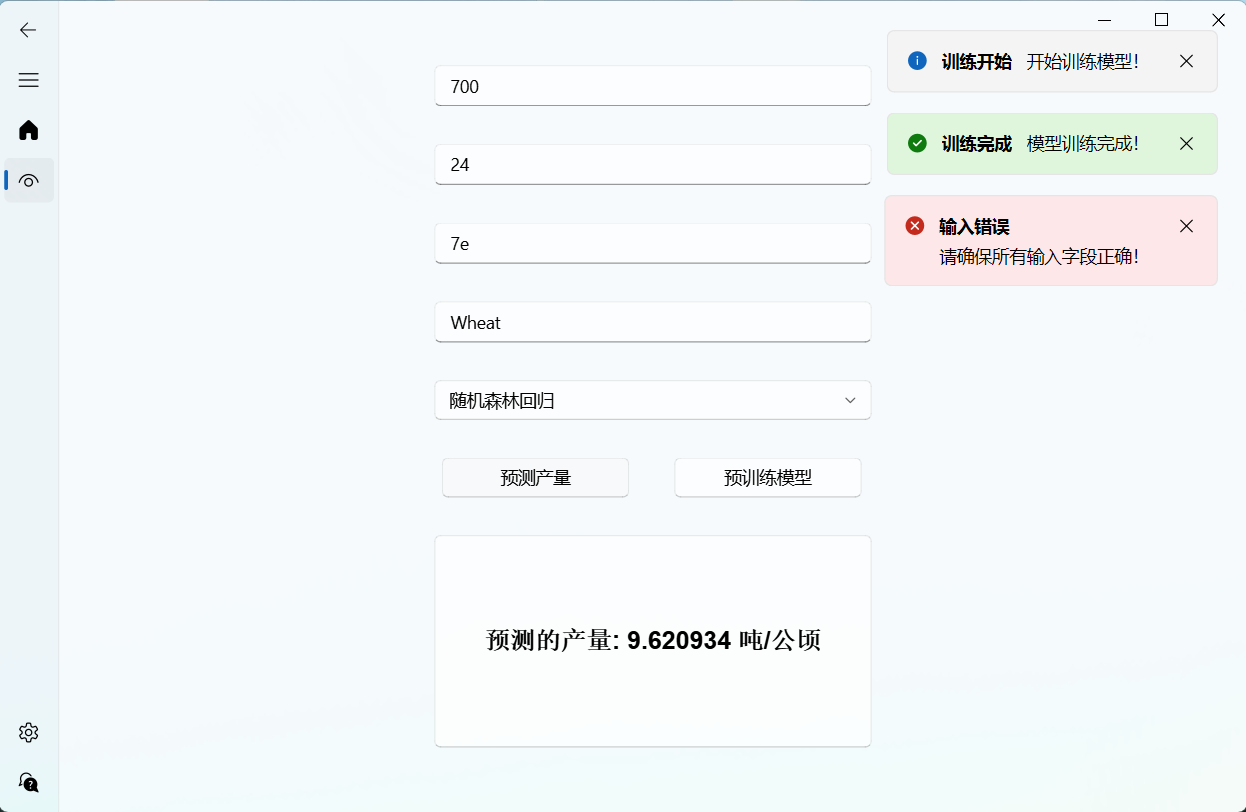 700
24
7e
Wheat
随机森林回归
预测产量
预训练模型
预测的产量: 9.620934 吨/公顷
训练开始 开始训练模型!
训练完成 模型训练完成!
输入错误
请确保所有输入字段正确!